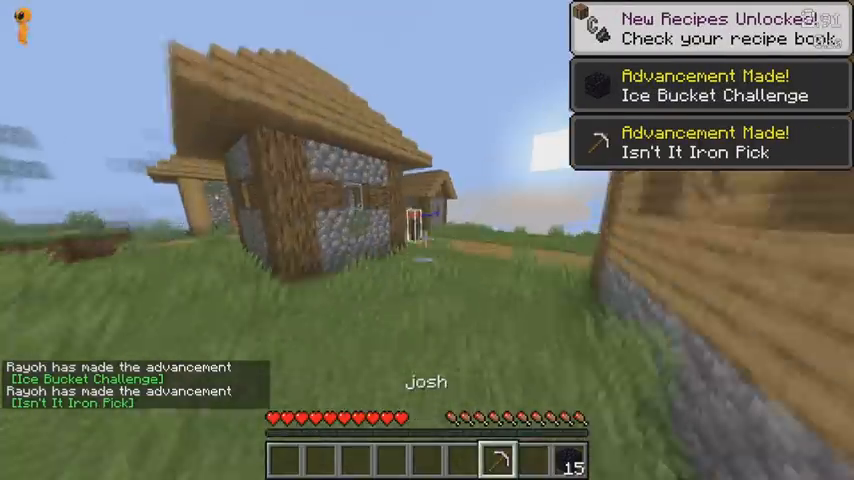 New Recipes Unlocked!
Check your recipe book
Advancement Made!
Ice Bucket Challenge
Advancement Made!
Isn't It Iron Pick
Rayoh has made the advancement
[Ice Bucket Challenge]
Rayoh has made the advancement
[Isn't It Iron Pick]
josh
15